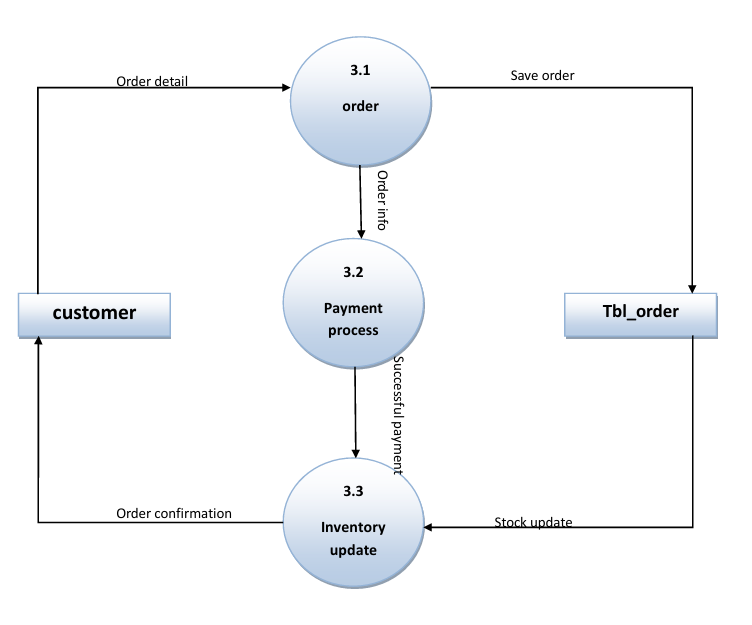 3.1
order
Order detail
Save order
Order info
3.2
Payment
process
customer
Tbl_order
Successful payment
3.3
Inventory
update
Order confirmation
Stock update